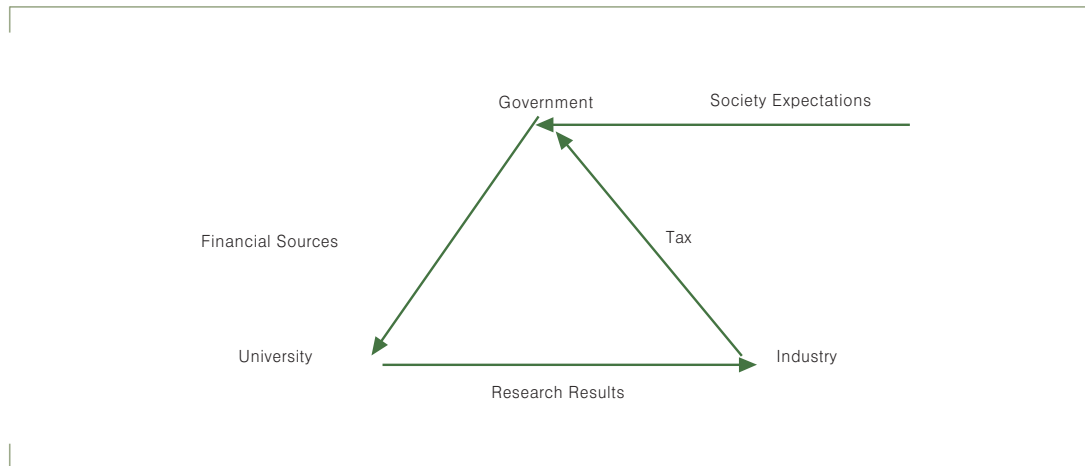 Government
Society Expectations
Financial Sources
Tax
University
Industry
Research Results